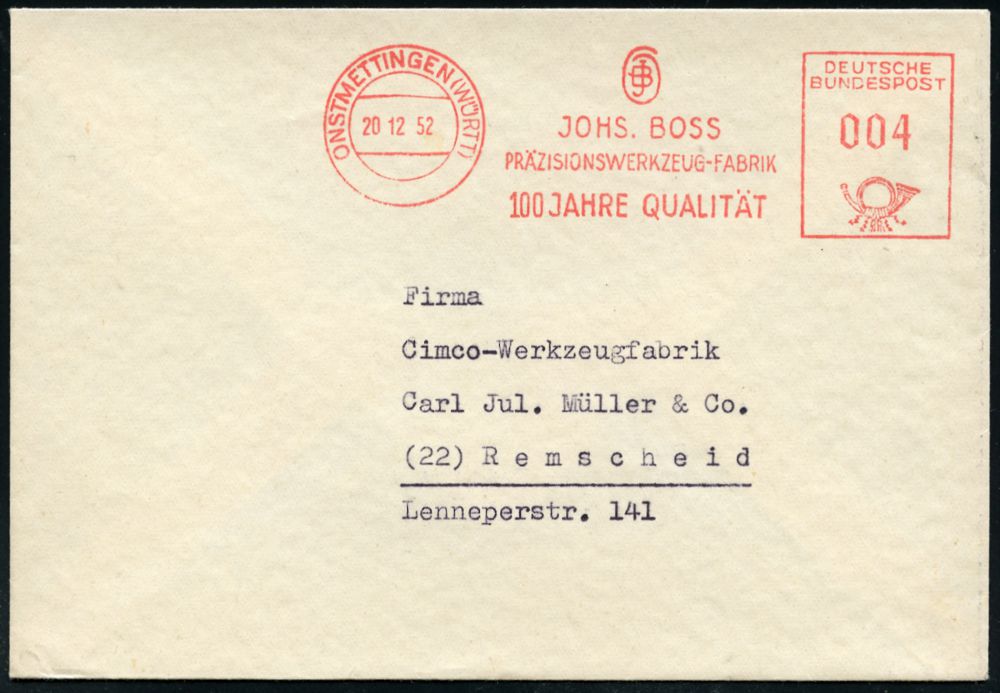 ONSTMETTINGEN (WÜRTT)
20 12 52
JSB
JOHS. BOSS
PRÄZISIONSWERKZEUG-FABRIK
100 JAHRE QUALITÄT
DEUTSCHE
BUNDESPOST
004
Firma
Cimco-Werkzeugfabrik
Carl Jul. Müller & Co.
(22) R e m s c h e i d
Lenneperstr. 141